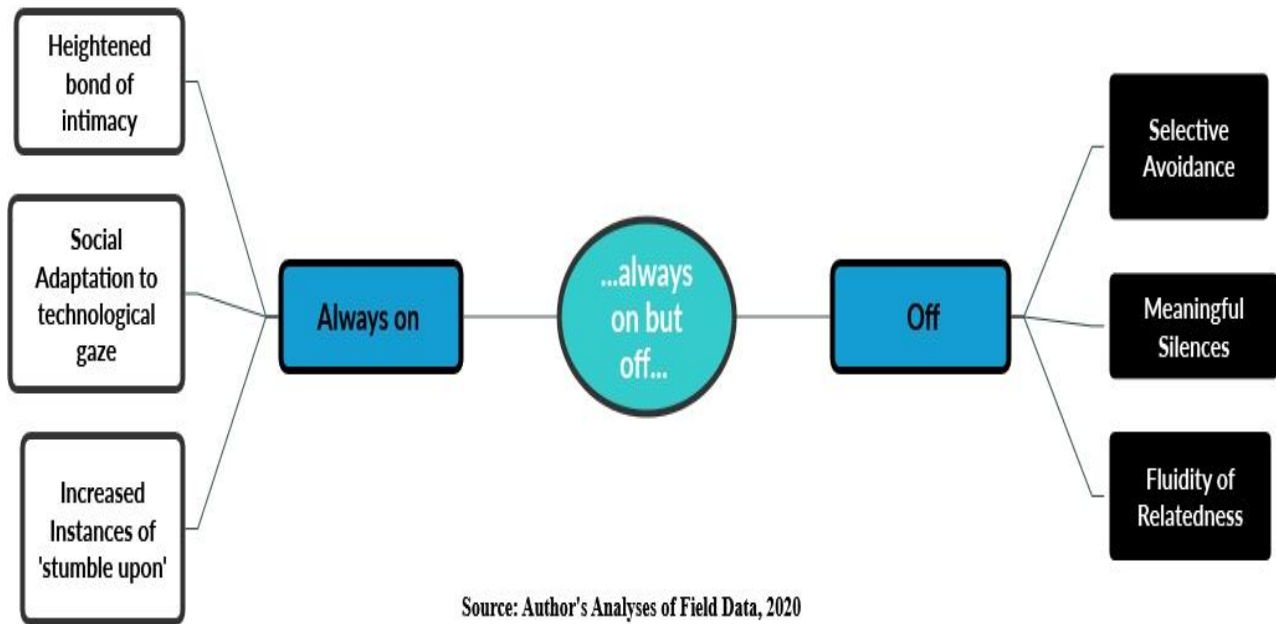 Heightened
bond of
intimacy
Social
Adaptation to
technological
gaze
Increased
Instances of
'stumble upon'
Always on
...always
on but
off...
Off
Selective
Avoidance
Meaningful
Silences
Fluidity of
Relatedness
Source: Author's Analyses of Field Data, 2020